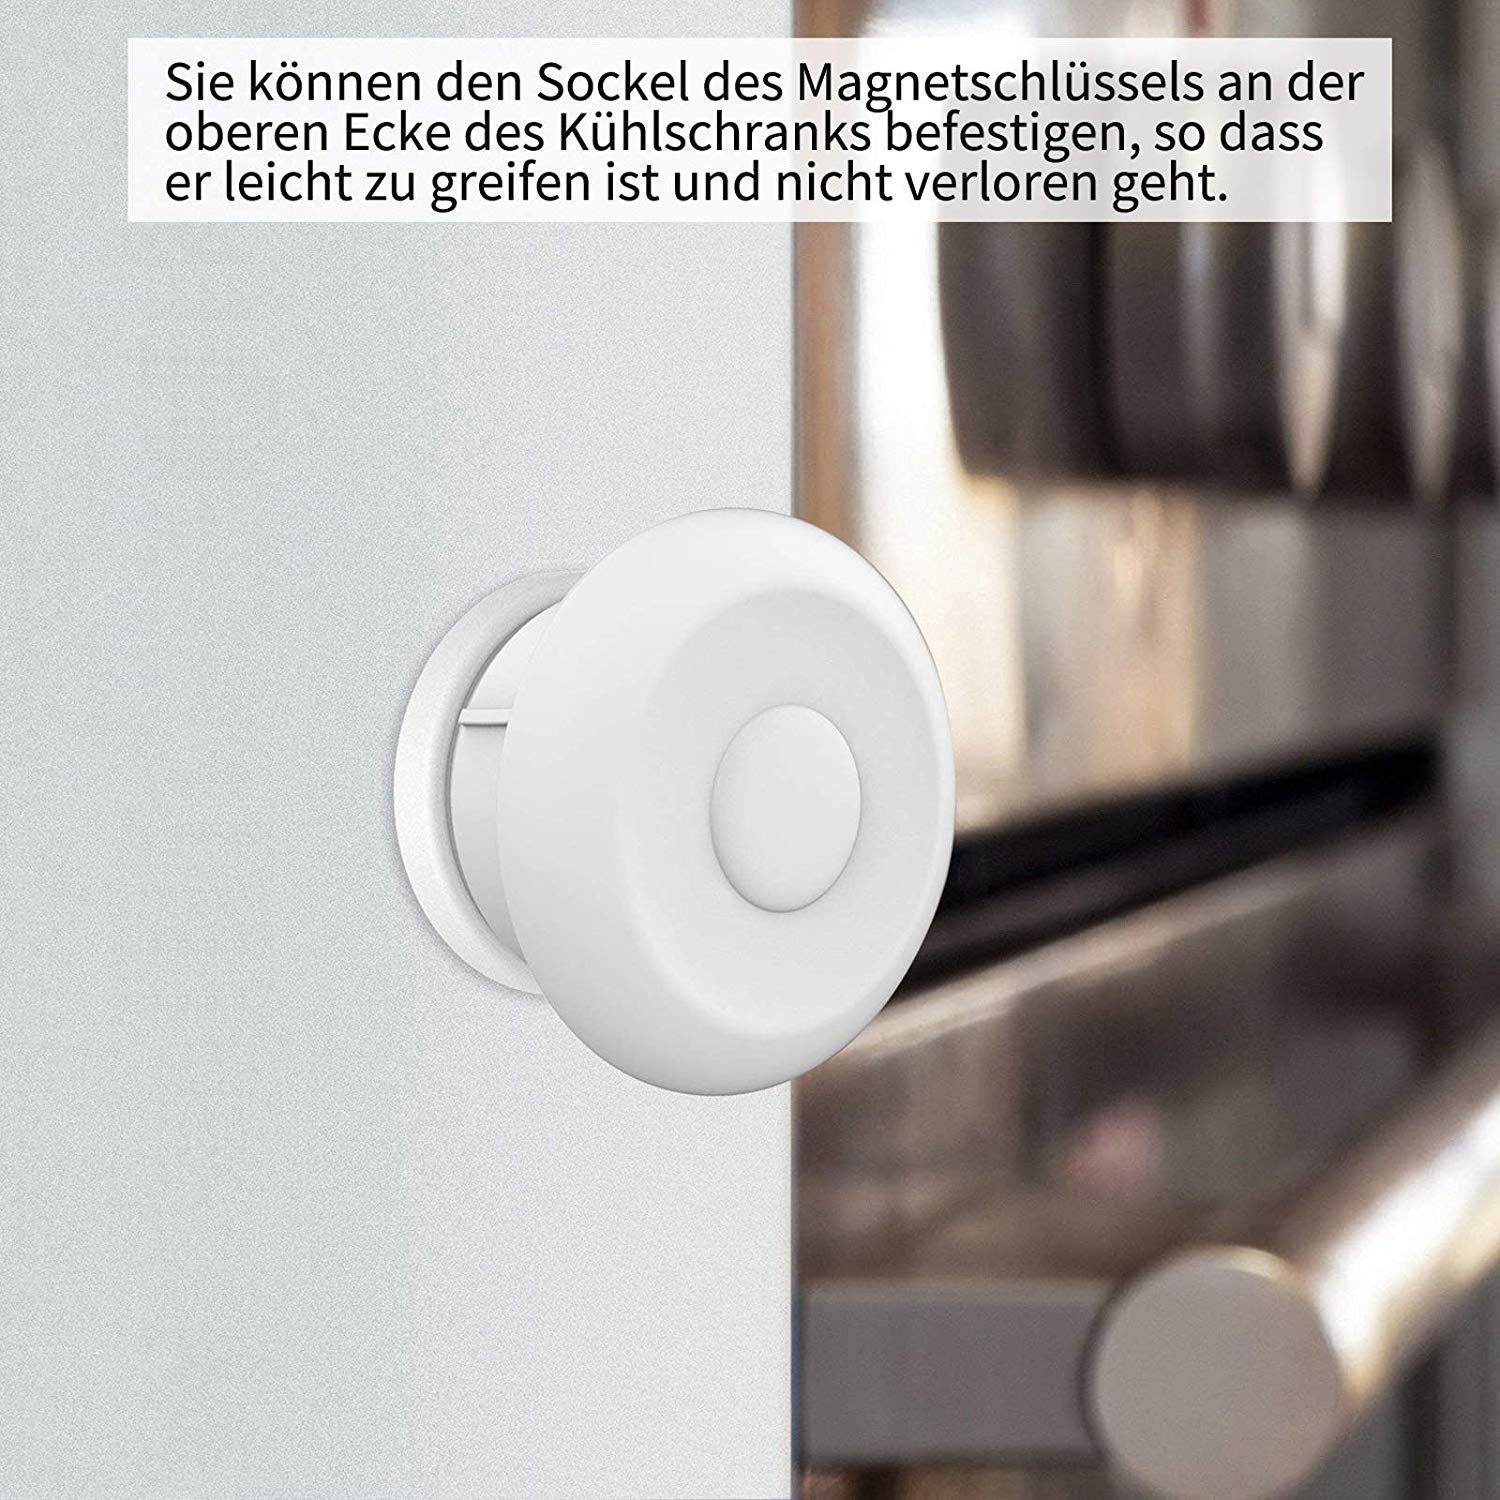 Sie können den Sockel des Magnetschlüssels an der
oberen Ecke des Kühlschranks befestigen, so dass
er leicht zu greifen ist und nicht verloren geht.